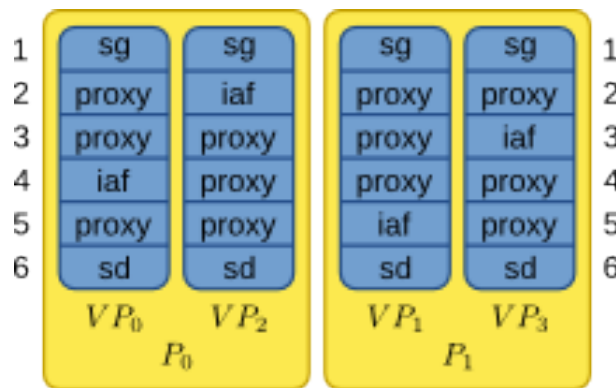 1 sg sg sg sg 1
2 proxy iaf proxy proxy 2
3 proxy proxy proxy iaf 3
4 iaf proxy proxy proxy 4
5 proxy proxy iaf proxy 5
6 sd sd sd sd 6
VP₀ VP₂ VP₁ VP₃
P₀ P₁